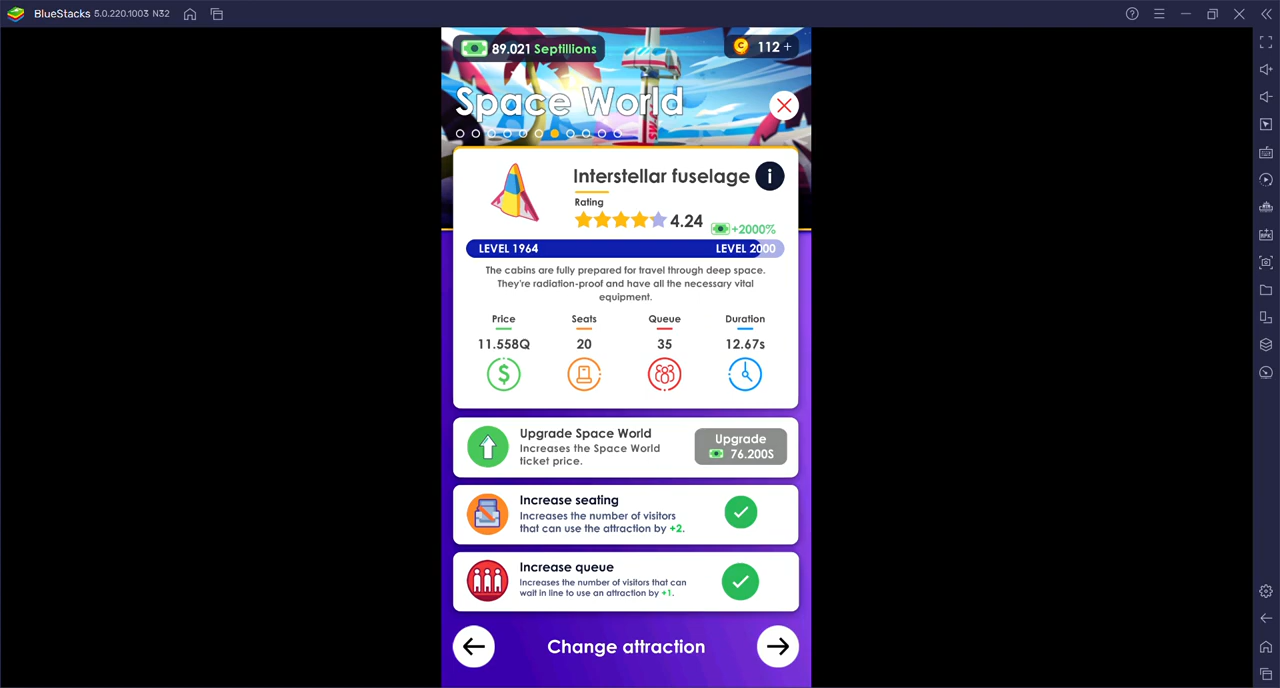 BlueStacks 5.0.220.1003 N32
89.021 Septillions
C 112 +
Space World
SW
Interstellar fuselage i
Rating
4.24
+2000%
LEVEL 1964 LEVEL 2000
The cabins are fully prepared for travel through deep space.
They're radiation-proof and have all the necessary vital
equipment.
Price Seats Queue Duration
11.558Q 20 35 12.67s
$
Upgrade Space World
Increases the Space World
ticket price.
Upgrade
76.200S
Increase seating
Increases the number of visitors
that can use the attraction by +2.
Increase queue
Increases the number of visitors that can
wait in line to use an attraction by +1.
Change attraction